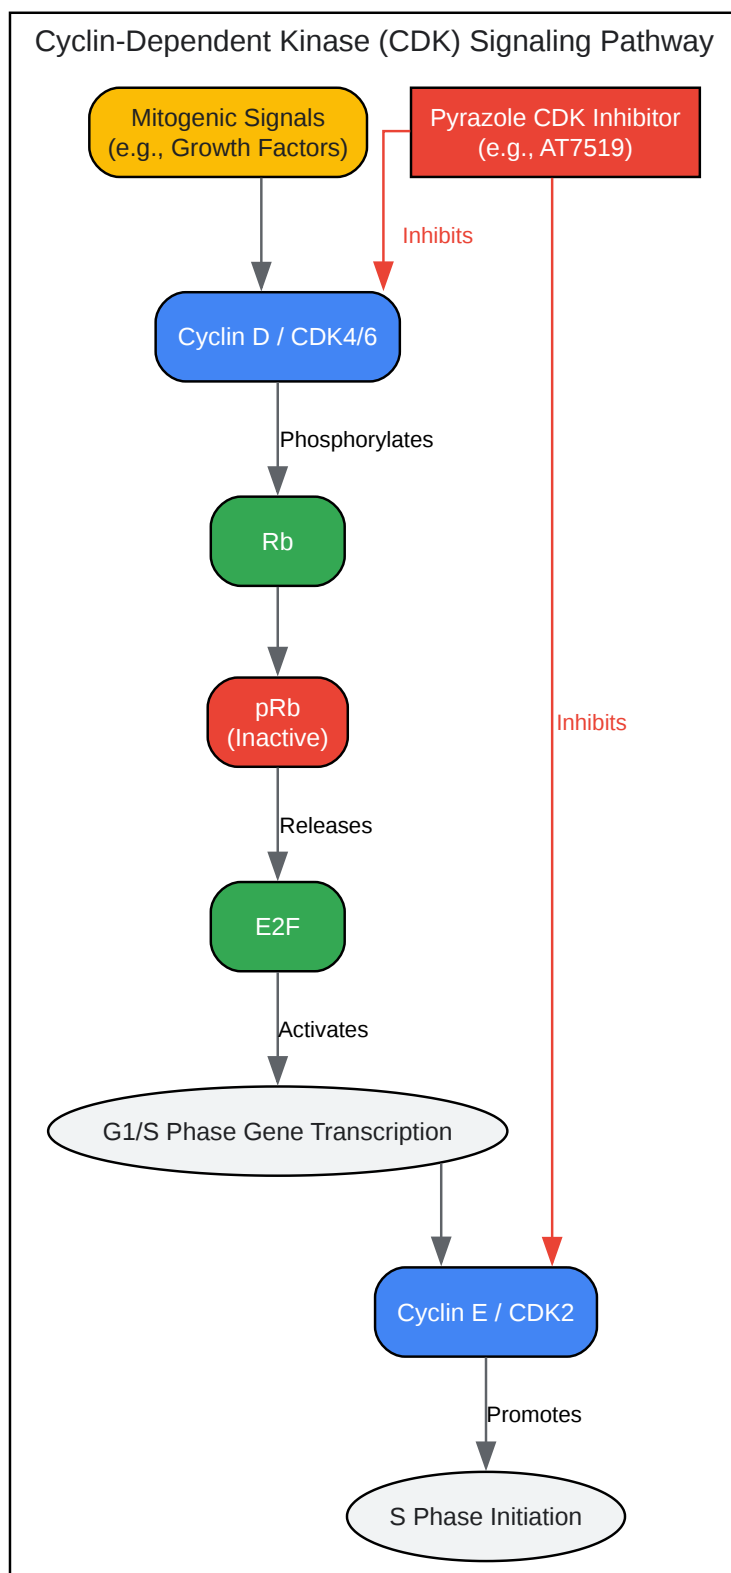 Cyclin-Dependent Kinase (CDK) Signaling Pathway
Mitogenic Signals
(e.g., Growth Factors)
Pyrazole CDK Inhibitor
(e.g., AT7519)
Inhibits
Cyclin D / CDK4/6
Phosphorylates
Rb
pRb
(Inactive)
Inhibits
Releases
E2F
Activates
G1/S Phase Gene Transcription
Cyclin E / CDK2
Promotes
S Phase Initiation